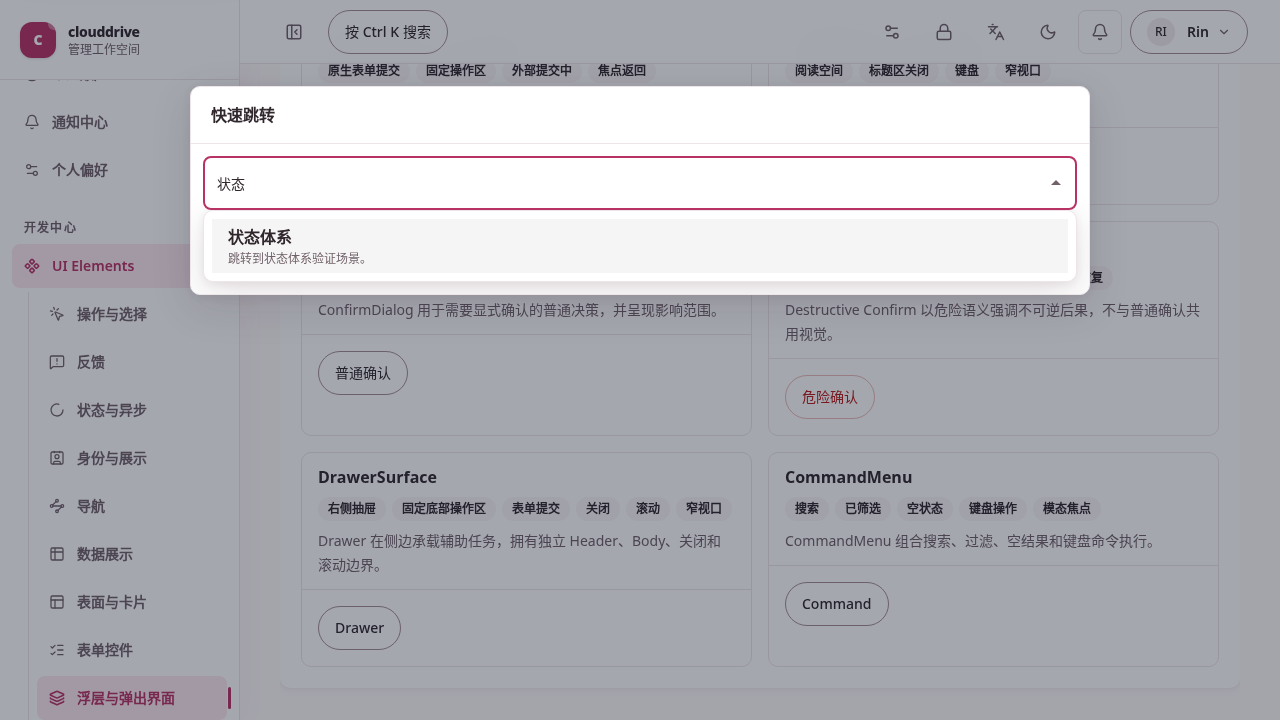 c
clouddrive
管理工作空间
按 Ctrl K 搜索
RI
Rin
通知中心
个人偏好
开发中心
UI Elements
操作与选择
反馈
状态与异步
身份与展示
导航
数据展示
表面与卡片
表单控件
浮层与弹出界面
原生表单提交 固定操作区 外部提交中 焦点返回
阅读空间 标题区关闭 键盘 窄视口
快速跳转
状态
状态体系
跳转到状态体系验证场景。
复
ConfirmDialog 用于需要显式确认的普通决策，并呈现影响范围。
普通确认
Destructive Confirm 以危险语义强调不可逆后果，不与普通确认共
用视觉。
危险确认
DrawerSurface
右侧抽屉 固定底部操作区 表单提交 关闭 滚动 窄视口
Drawer 在侧边承载辅助任务，拥有独立 Header、Body、关闭和
滚动边界。
Drawer
CommandMenu
搜索 已筛选 空状态 键盘操作 模态焦点
CommandMenu 组合搜索、过滤、空结果和键盘命令执行。
Command